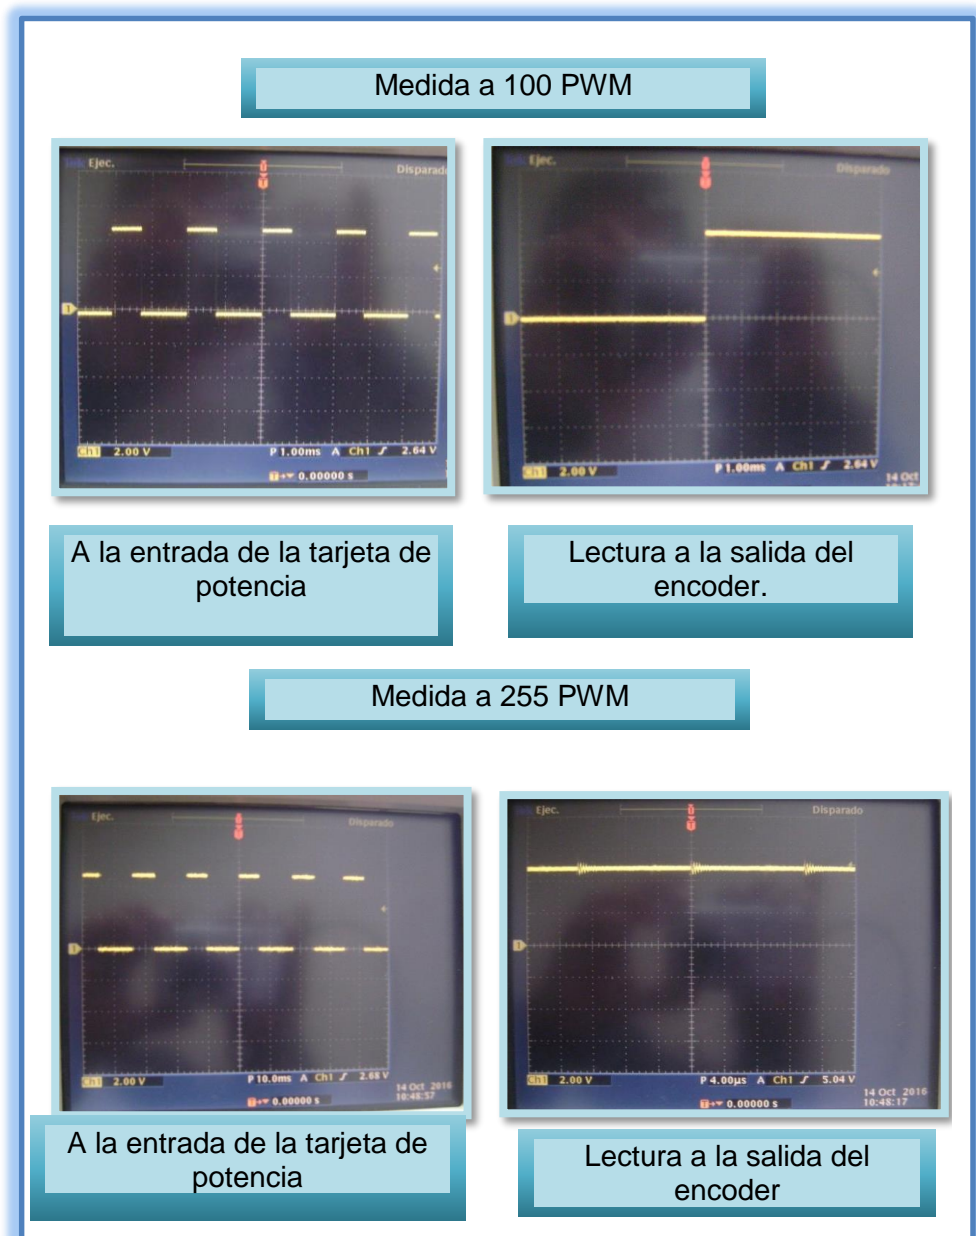 Medida a 100 PWM
Ejec.
Disparado
1
Ch1 2.00 V P 1.00ms A Ch1 2.64 V
0.00000 s
Ejec.
Disparado
1
Ch1 2.00 V P 1.00ms A Ch1 2.64 V
14 Oct
A la entrada de la tarjeta de
potencia
Lectura a la salida del
encoder.
Medida a 255 PWM
Ejec.
Disparado
1
Ch1 2.00 V P 10.0ms A Ch1 2.68 V
14 Oct 2016
0.00000 s 10:48:57
Ejec.
Disparado
1
Ch1 2.00 V P 4.00µs A Ch1 5.04 V
14 Oct 2016
0.00000 s 10:48:17
A la entrada de la tarjeta de
potencia
Lectura a la salida del
encoder